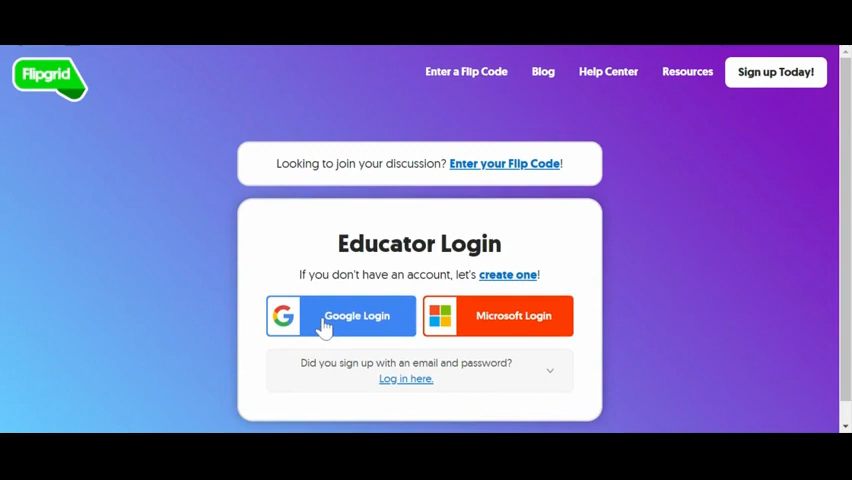 Flipgrid
Enter a Flip Code Blog Help Center Resources Sign up Today!
Looking to join your discussion? Enter your Flip Code!
Educator Login
If you don't have an account, let's create one!
Google Login Microsoft Login
Did you sign up with an email and password?
Log in here.